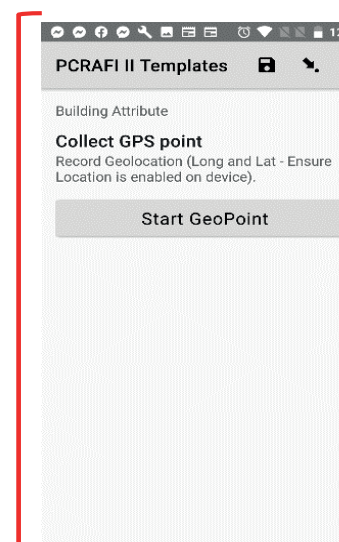 12
PCRAFI II Templates
Building Attribute
Collect GPS point
Record Geolocation (Long and Lat - Ensure
Location is enabled on device).
Start GeoPoint